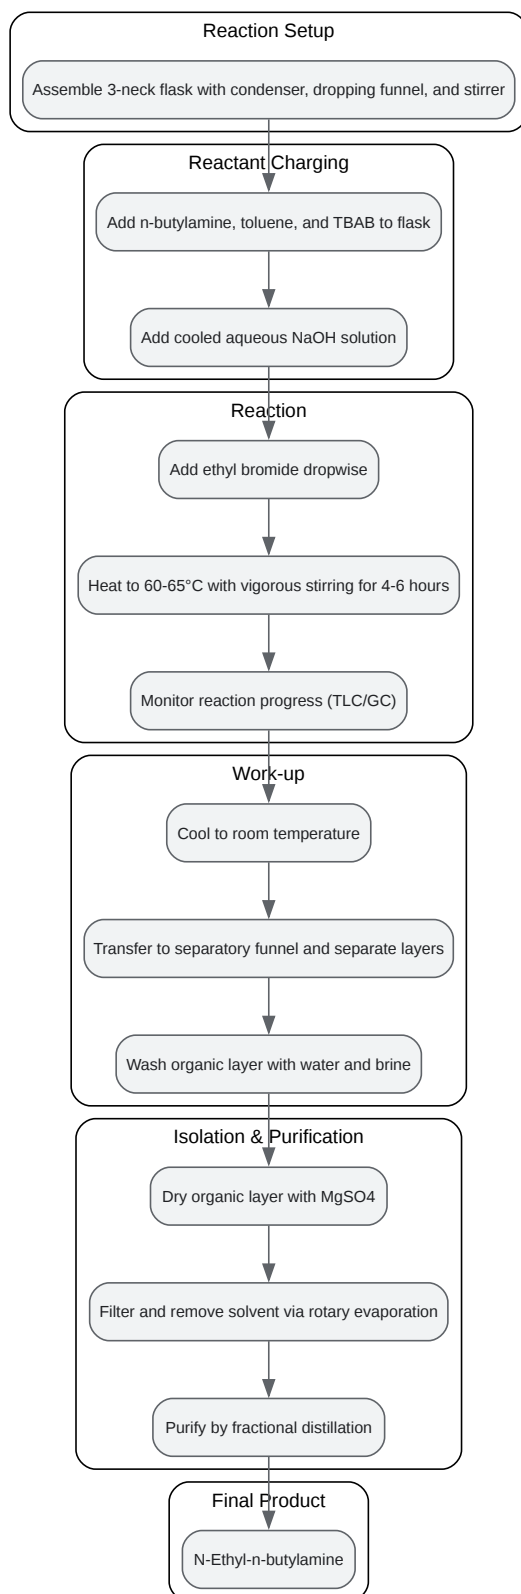 Reaction Setup
Assemble 3-neck flask with condenser, dropping funnel, and stirrer
Reactant Charging
Add n-butylamine, toluene, and TBAB to flask
Add cooled aqueous NaOH solution
Reaction
Add ethyl bromide dropwise
Heat to 60-65°C with vigorous stirring for 4-6 hours
Monitor reaction progress (TLC/GC)
Work-up
Cool to room temperature
Transfer to separatory funnel and separate layers
Wash organic layer with water and brine
Isolation & Purification
Dry organic layer with MgSO4
Filter and remove solvent via rotary evaporation
Purify by fractional distillation
Final Product
N-Ethyl-n-butylamine